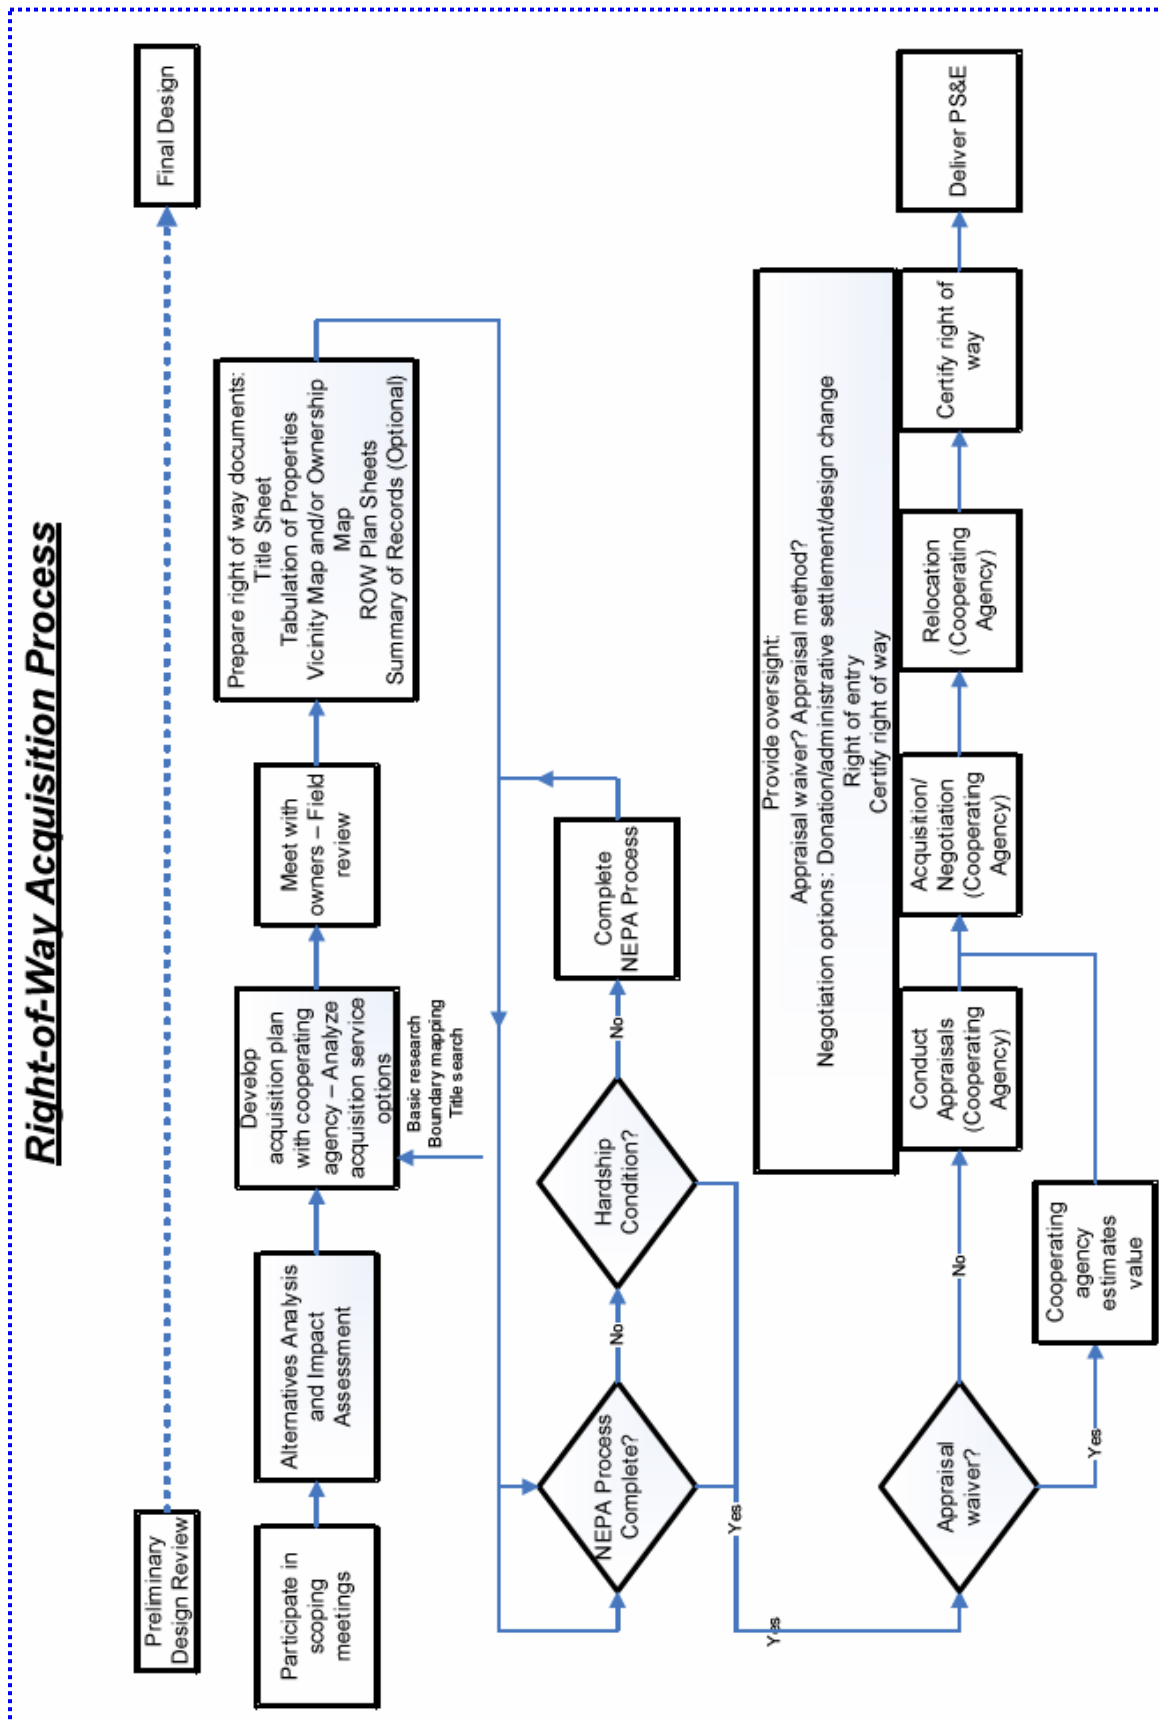 Right-of-Way Acquisition Process
Preliminary
Design Review
Final Design
Participate in
scoping
meetings
Alternatives Analysis
and Impact
Assessment
Develop
acquisition plan
with cooperating
agency – Analyze
acquisition service
options
Basic research
Boundary mapping
Title search
Meet with
owners – Field
review
Prepare right of way documents:
Title Sheet
Tabulation of Properties
Vicinity Map and/or Ownership
Map
ROW Plan Sheets
Summary of Records (Optional)
NEPA Process
Complete?
No
Hardship
Condition?
No
Complete
NEPA Process
Yes
Yes
Provide oversight:
Appraisal waiver? Appraisal method?
Negotiation options: Donation/administrative settlement/design change
Right of entry
Certify right of way
Appraisal
waiver?
No
Yes
Cooperating
agency
estimates
value
Conduct
Appraisals
(Cooperating
Agency)
Acquisition/
Negotiation
(Cooperating
Agency)
Relocation
(Cooperating
Agency)
Certify right of
way
Deliver PS&E